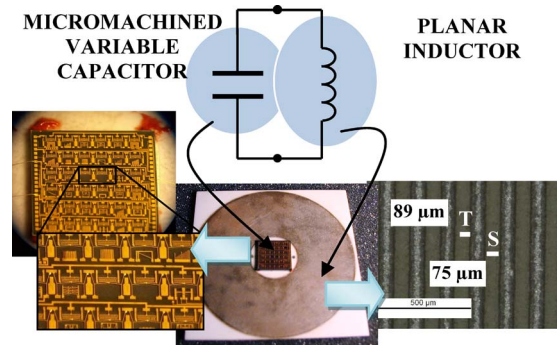 MICROMACHINED
VARIABLE
CAPACITOR
PLANAR
INDUCTOR
89 µm
T
S
75 µm
500 µm